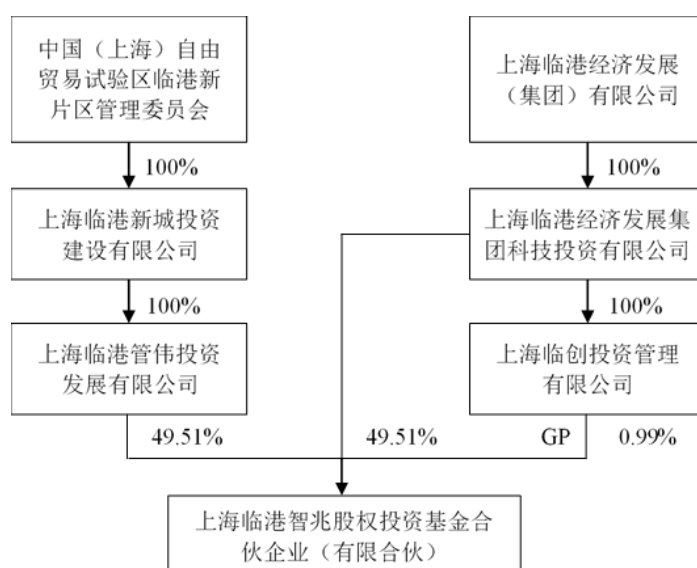 中国（上海）自由
贸易试验区临港新
片区管理委员会
上海临港经济发展
（集团）有限公司
100%
100%
上海临港新城投资
建设有限公司
上海临港经济发展集
团科技投资有限公司
100%
100%
上海临港管伟投资
发展有限公司
上海临创投资管理
有限公司
49.51%
49.51%
GP
0.99%
上海临港智兆股权投资基金合
伙企业（有限合伙）